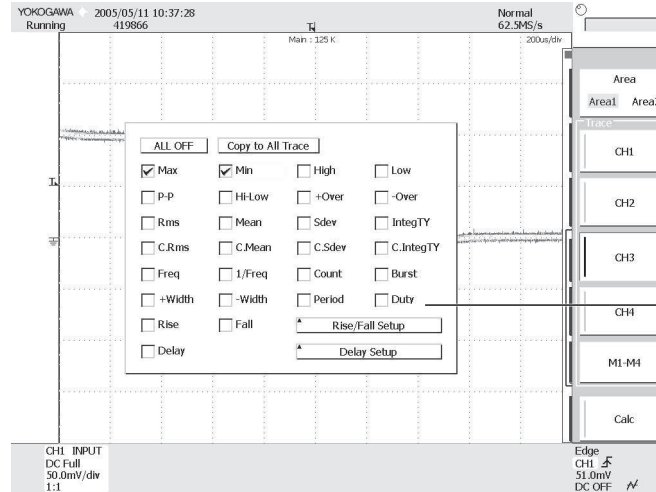 YOKOGAWA 2005/05/11 10:37:28
Running 419866
Normal
62.5MS/s
Main : 125 K
200us/div
ALL OFF Copy to All Trace
Max Min High Low
P-P Hi-Low +Over -Over
Rms Mean Sdev IntegTY
C.Rms C.Mean C.Sdev C.IntegTY
Freq 1/Freq Count Burst
+Width -Width Period Duty
Rise Fall Rise/Fall Setup
Delay Delay Setup
Area
Area1 Area2
Trace
CH1
CH2
CH3
CH4
M1-M4
Calc
CH1 INPUT
DC Full
50.0mV/div
1:1
Edge
CH1
51.0mV
DC OFF